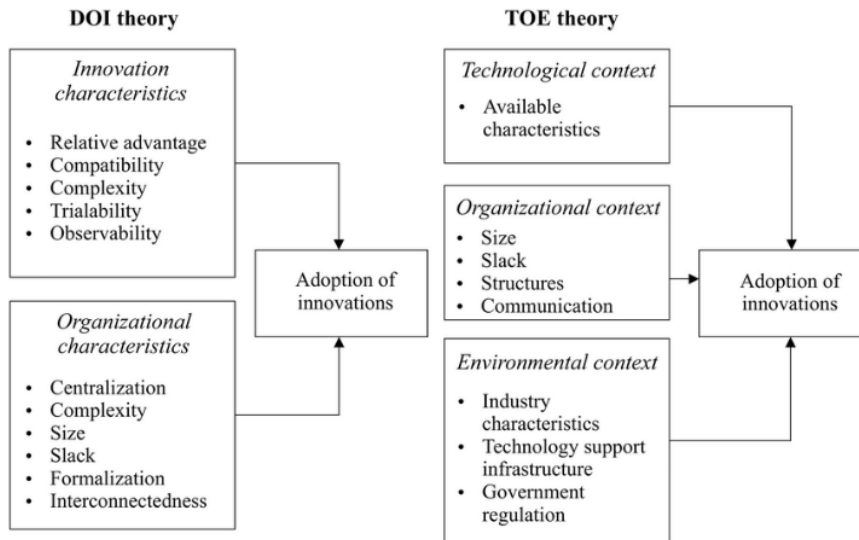 DOI theory
Innovation
characteristics
• Relative advantage
• Compatibility
• Complexity
• Trialability
• Observability
Organizational
characteristics
• Centralization
• Complexity
• Size
• Slack
• Formalization
• Interconnectedness
Adoption of
innovations
TOE theory
Technological context
• Available
characteristics
Organizational context
• Size
• Slack
• Structures
• Communication
Environmental context
• Industry
characteristics
• Technology support
infrastructure
• Government
regulation
Adoption of
innovations